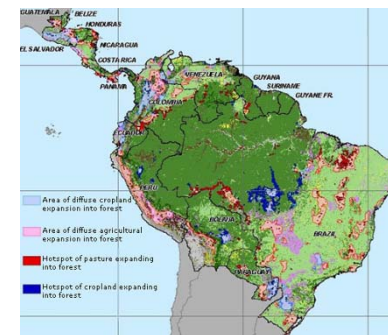 GUATEMALA
BELIZE
HONDURAS
EL SALVADOR
NICARAGUA
COSTA RICA
PANAMA
VENEZUELA
GUYANA
SURINAME
GUYANE FR.
COLOMBIA
ECUADOR
PERU
BRAZIL
BOLIVIA
PARAGUAY
Area of diffuse cropland
expansion into forest
Area of diffuse agricultural
expansion into forest
Hotspot of pasture expanding
into forest
Hotspot of cropland expanding
into forest